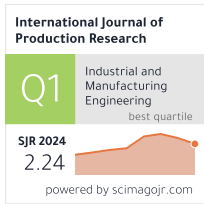 International Journal of
Production Research
Q1
Industrial and
Manufacturing
Engineering
best quartile
SJR 2024
2.24
powered by scimagojr.com